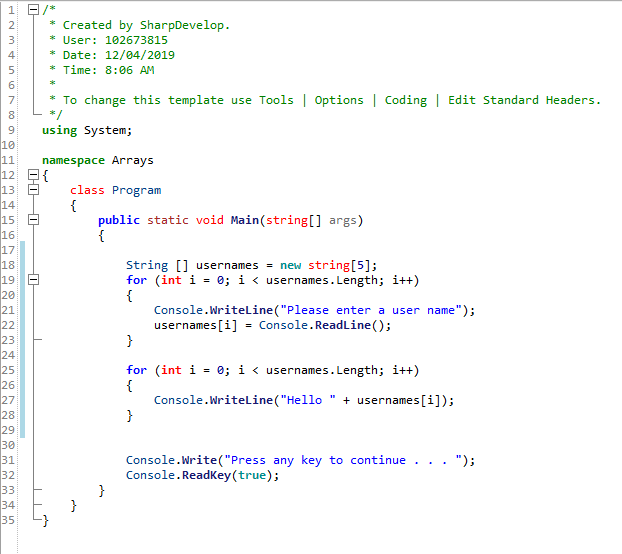 1 /*
2  * Created by SharpDevelop.
3  * User: 102673815
4  * Date: 12/04/2019
5  * Time: 8:06 AM
6  *
7  * To change this template use Tools | Options | Coding | Edit Standard Headers.
8  */
9 using System;
10
11 namespace Arrays
12 {
13     class Program
14     {
15         public static void Main(string[] args)
16         {
17
18             String [] usernames = new string[5];
19             for (int i = 0; i < usernames.Length; i++)
20             {
21                 Console.WriteLine("Please enter a user name");
22                 usernames[i] = Console.ReadLine();
23             }
24
25             for (int i = 0; i < usernames.Length; i++)
26             {
27                 Console.WriteLine("Hello " + usernames[i]);
28             }
29
30
31             Console.Write("Press any key to continue . . . ");
32             Console.ReadKey(true);
33         }
34     }
35 }